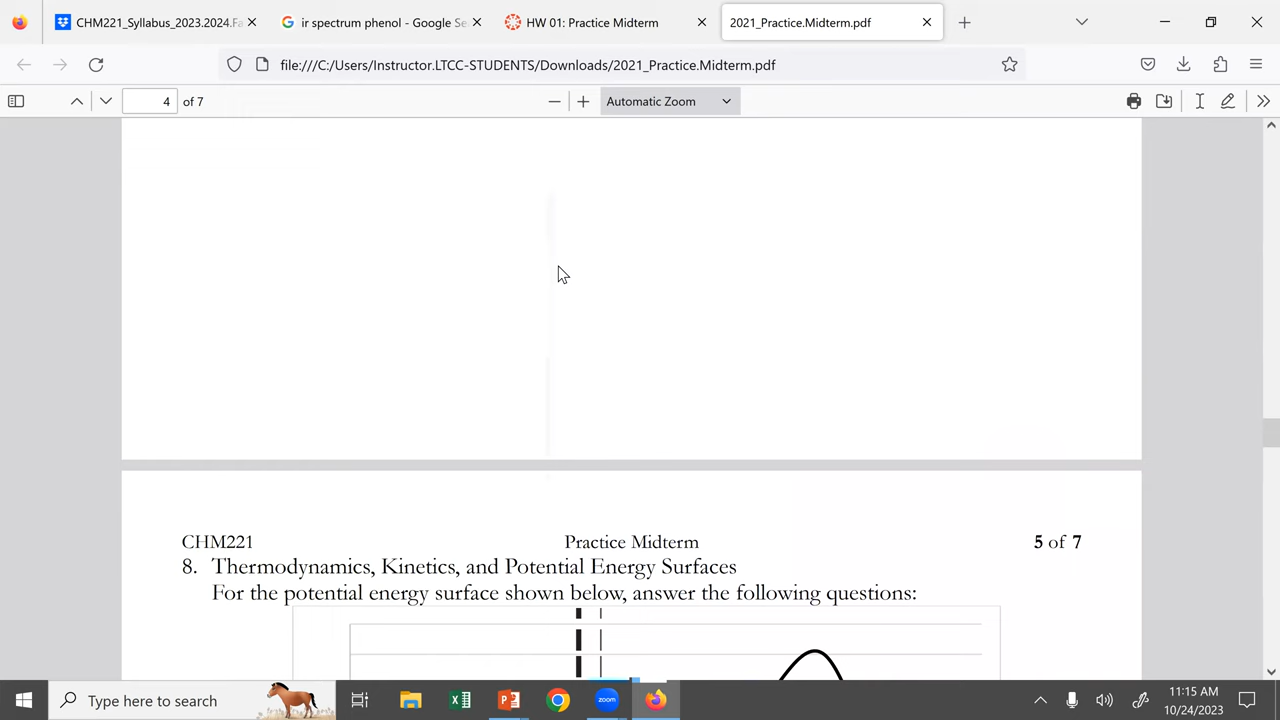 CHM221_Syllabus_2023.2024.Fa
ir spectrum phenol - Google Se
HW 01: Practice Midterm
2021_Practice.Midterm.pdf
file:///C:/Users/Instructor.LTCC-STUDENTS/Downloads/2021_Practice.Midterm.pdf
4 of 7
Automatic Zoom
CHM221 Practice Midterm 5 of 7
8. Thermodynamics, Kinetics, and Potential Energy Surfaces
For the potential energy surface shown below, answer the following questions:
Type here to search
zoom
11:15 AM
10/24/2023